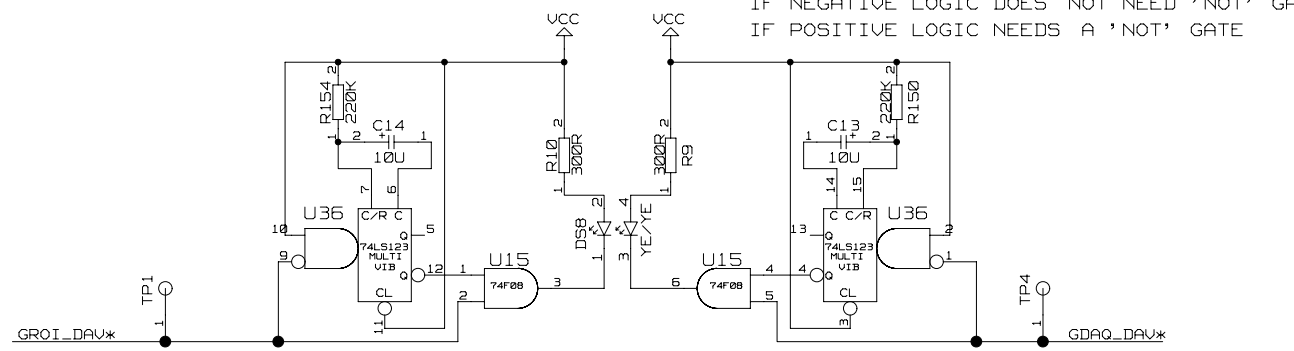 IF NEGATIVE LOGIC DOES NOT NEED 'NOT' GA
IF POSITIVE LOGIC NEEDS A 'NOT' GATE
VCC VCC
2 2
R154 220K
220K R150
1 1
2 C14 1
+
10U
1 C13 2
+
10U
2 2
R10 300R
300R R9
1 1
7 6
14 15
U36
C/R C
10
9
Q 5
74LS123
MULTI
VIB
Q 12
CL
11
2 4
DS8
YE/YE
1 3
1 U15
2 74F08 3
U15 4
6 74F08 5
C C/R
U36
13 Q
74LS123
MULTI
VIB
4 Q
CL
3
2
1
TP1
1
TP4
1
GROI_DAV*
GDAQ_DAV*